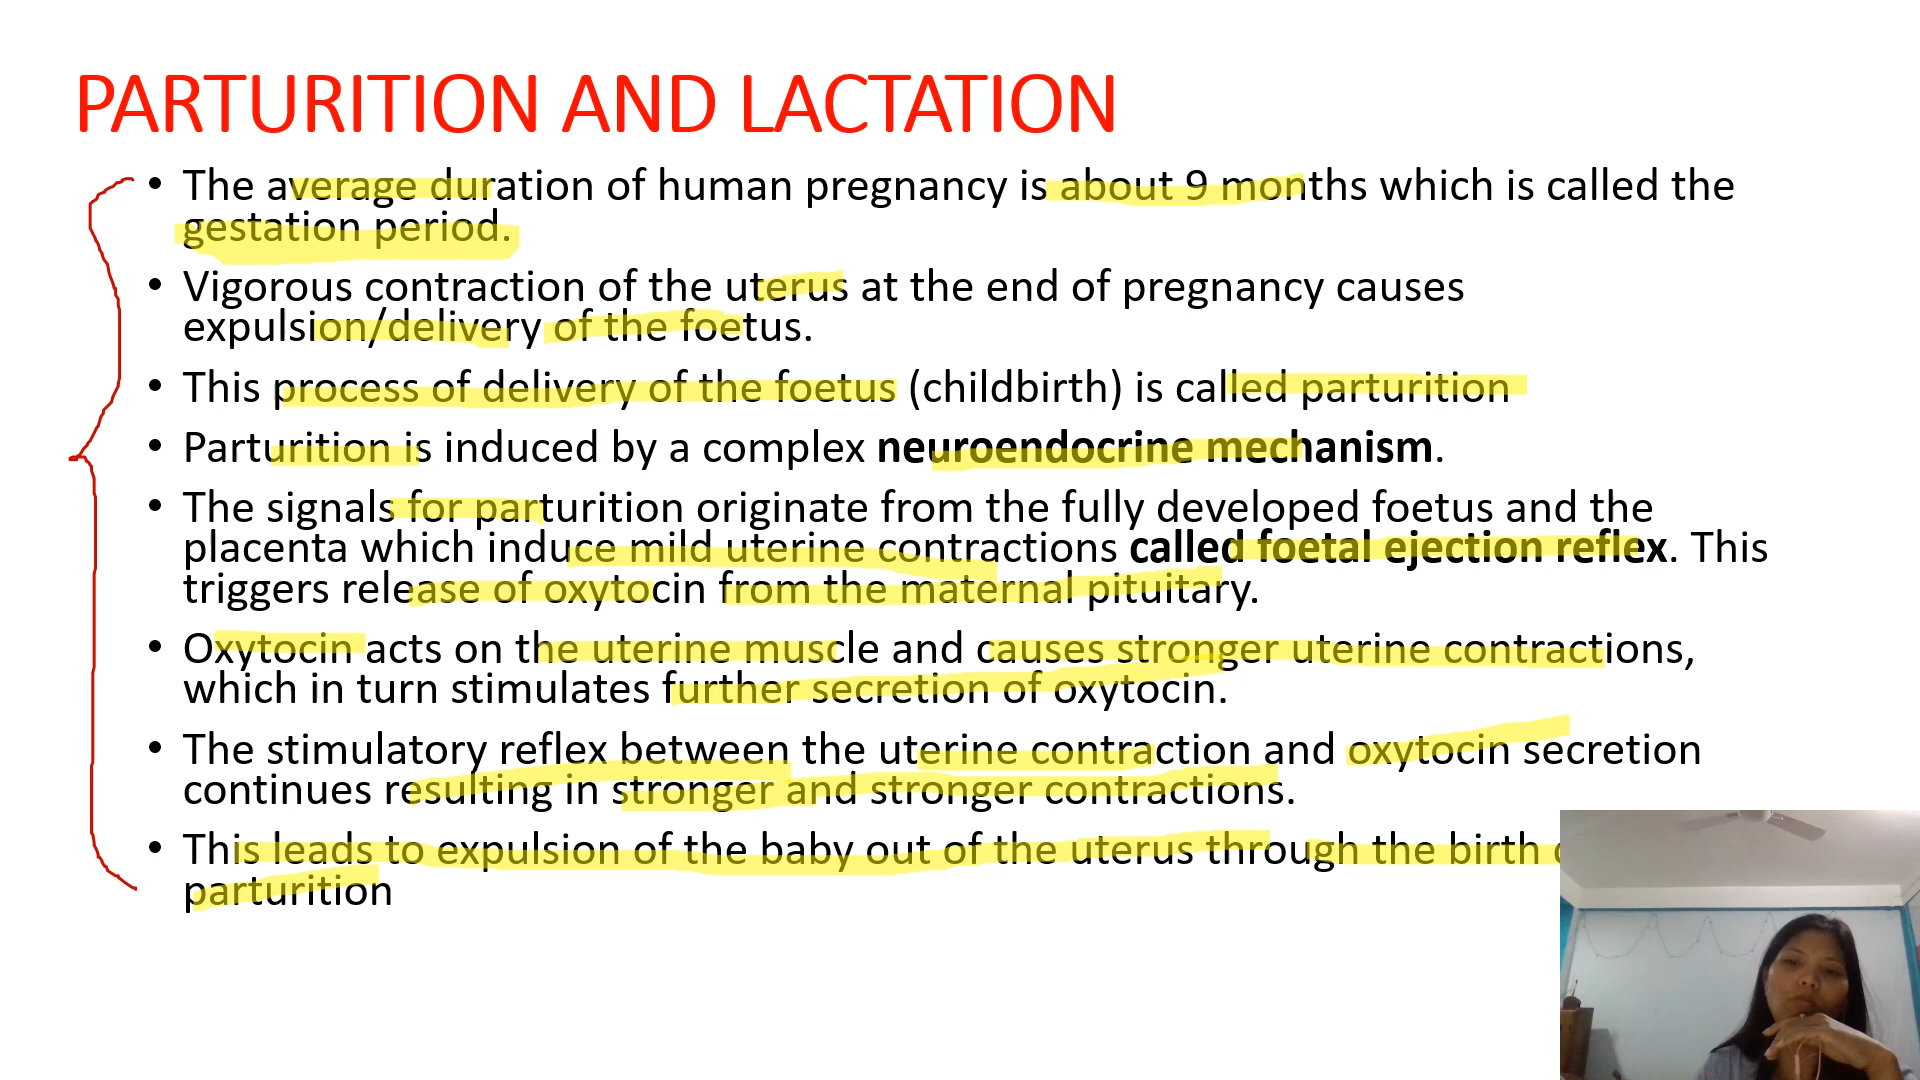 PARTURITION AND LACTATION
• The average duration of human pregnancy is about 9 months which is called the
gestation period.
• Vigorous contraction of the uterus at the end of pregnancy causes
expulsion/delivery of the foetus.
• This process of delivery of the foetus (childbirth) is called parturition
• Parturition is induced by a complex neuroendocrine mechanism.
• The signals for parturition originate from the fully developed foetus and the
placenta which induce mild uterine contractions called foetal ejection reflex. This
triggers release of oxytocin from the maternal pituitary.
• Oxytocin acts on the uterine muscle and causes stronger uterine contractions,
which in turn stimulates further secretion of oxytocin.
• The stimulatory reflex between the uterine contraction and oxytocin secretion
continues resulting in stronger and stronger contractions.
• This leads to expulsion of the baby out of the uterus through the birth
parturition